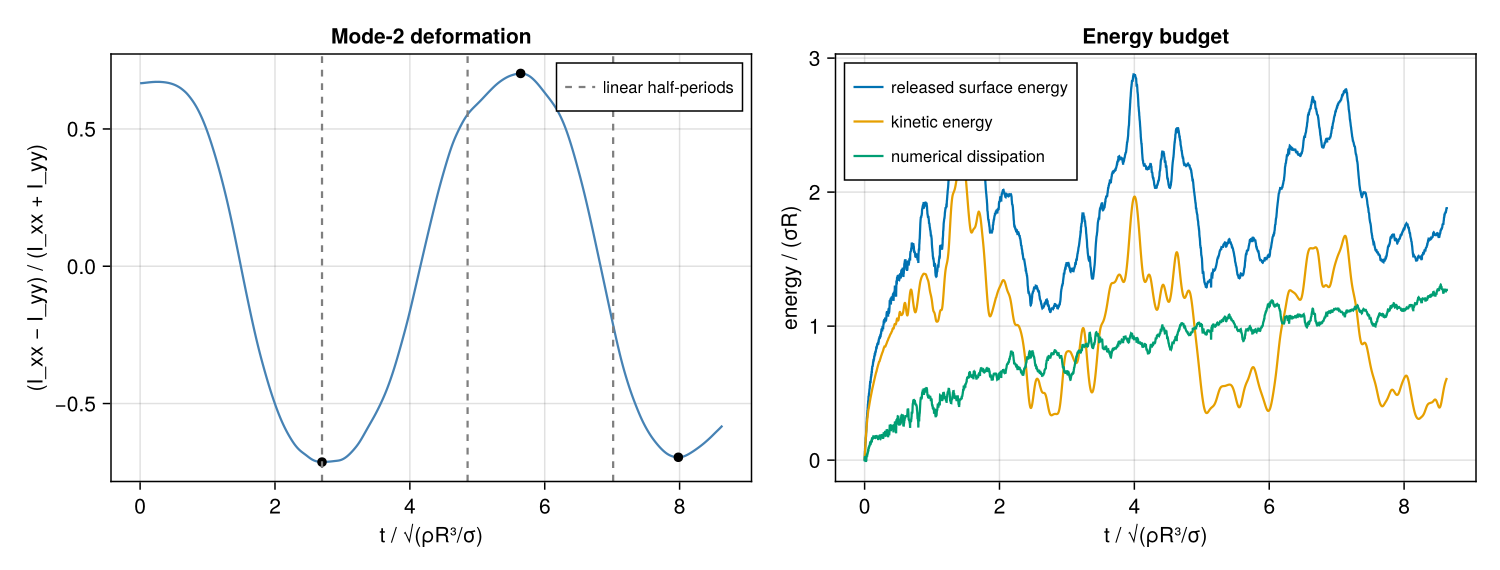 Mode-2 deformation
(I_xx − I_yy) / (I_xx + I_yy)
0.5
0.0
−0.5
linear half-periods
0
2
4
6
8
t / √(ρR³/σ)
Energy budget
energy / (σR)
3
2
1
0
released surface energy
kinetic energy
numerical dissipation
0
2
4
6
8
t / √(ρR³/σ)